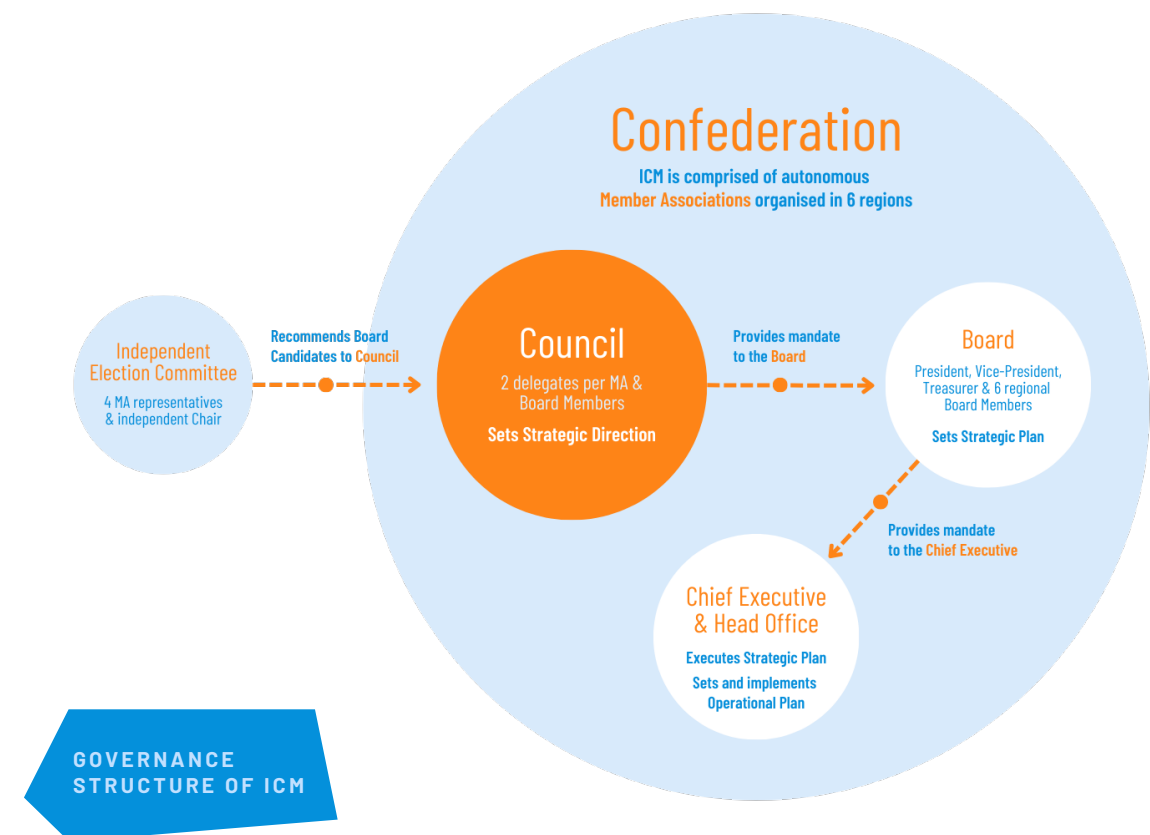 Confederation
ICM is comprised of autonomous
Member Associations organised in 6 regions
Independent
Election Committee
4 MA representatives
& independent Chair
Recommends Board
Candidates to Council
Council
2 delegates per MA &
Board Members
Sets Strategic Direction
Provides mandate
to the Board
Board
President, Vice-President,
Treasurer & 6 regional
Board Members
Sets Strategic Plan
Provides mandate
to the Chief Executive
Chief Executive
& Head Office
Executes Strategic Plan
Sets and implements
Operational Plan
GOVERNANCE
STRUCTURE OF ICM